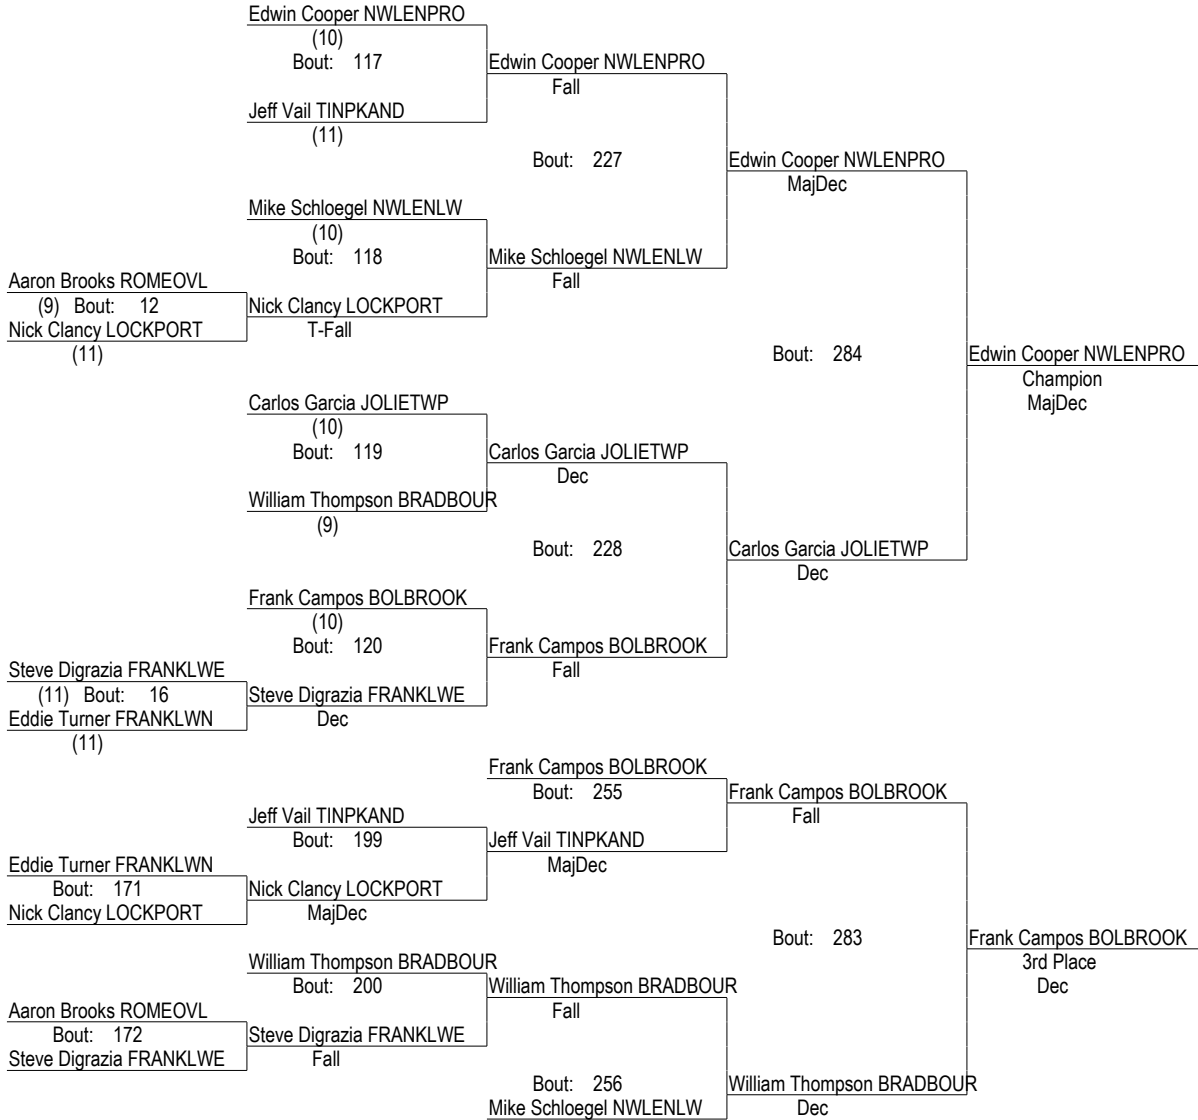 Edwin Cooper NWLENPRO
(10)
Bout: 117
Edwin Cooper NWLENPRO
Fall
Jeff Vail TINPKAND
(11)
Bout: 227
Edwin Cooper NWLENPRO
MajDec
Mike Schloegel NWLENLW
(10)
Bout: 118
Mike Schloegel NWLENLW
Fall
Aaron Brooks ROMEOVL
(9) Bout: 12
Nick Clancy LOCKPORT
Nick Clancy LOCKPORT
T-Fall
(11)
Bout: 284
Edwin Cooper NWLENPRO
Champion
MajDec
Carlos Garcia JOLIETWP
(10)
Bout: 119
Carlos Garcia JOLIETWP
Dec
William Thompson BRADBOUR
(9)
Bout: 228
Carlos Garcia JOLIETWP
Dec
Frank Campos BOLBROOK
(10)
Bout: 120
Frank Campos BOLBROOK
Fall
Steve Digrazia FRANKLWE
(11) Bout: 16
Steve Digrazia FRANKLWE
Eddie Turner FRANKLWN
Dec
(11)
Frank Campos BOLBROOK
Bout: 255
Frank Campos BOLBROOK
Fall
Jeff Vail TINPKAND
Bout: 199
Jeff Vail TINPKAND
MajDec
Eddie Turner FRANKLWN
Bout: 171
Nick Clancy LOCKPORT
Nick Clancy LOCKPORT
MajDec
Bout: 283
Frank Campos BOLBROOK
3rd Place
Dec
William Thompson BRADBOUR
Bout: 200
William Thompson BRADBOUR
Fall
Aaron Brooks ROMEOVL
Bout: 172
Steve Digrazia FRANKLWE
Steve Digrazia FRANKLWE
Fall
Bout: 256
William Thompson BRADBOUR
Mike Schloegel NWLENLW
Dec